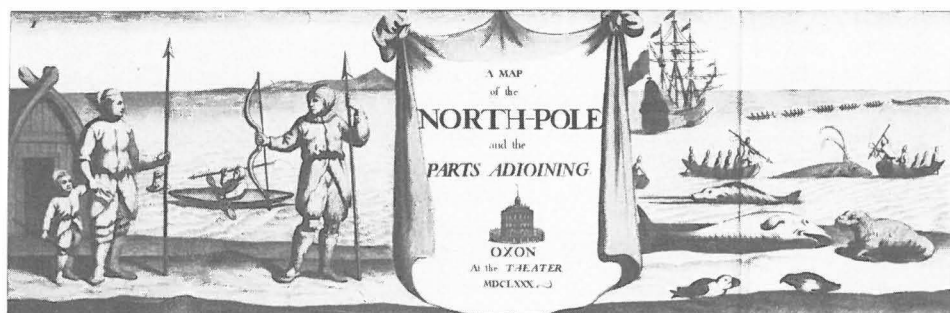 A MAP
of the
NORTH-POLE
and the
PARTS ADIOINING
OXON
At the THEATER
MDCLXXX